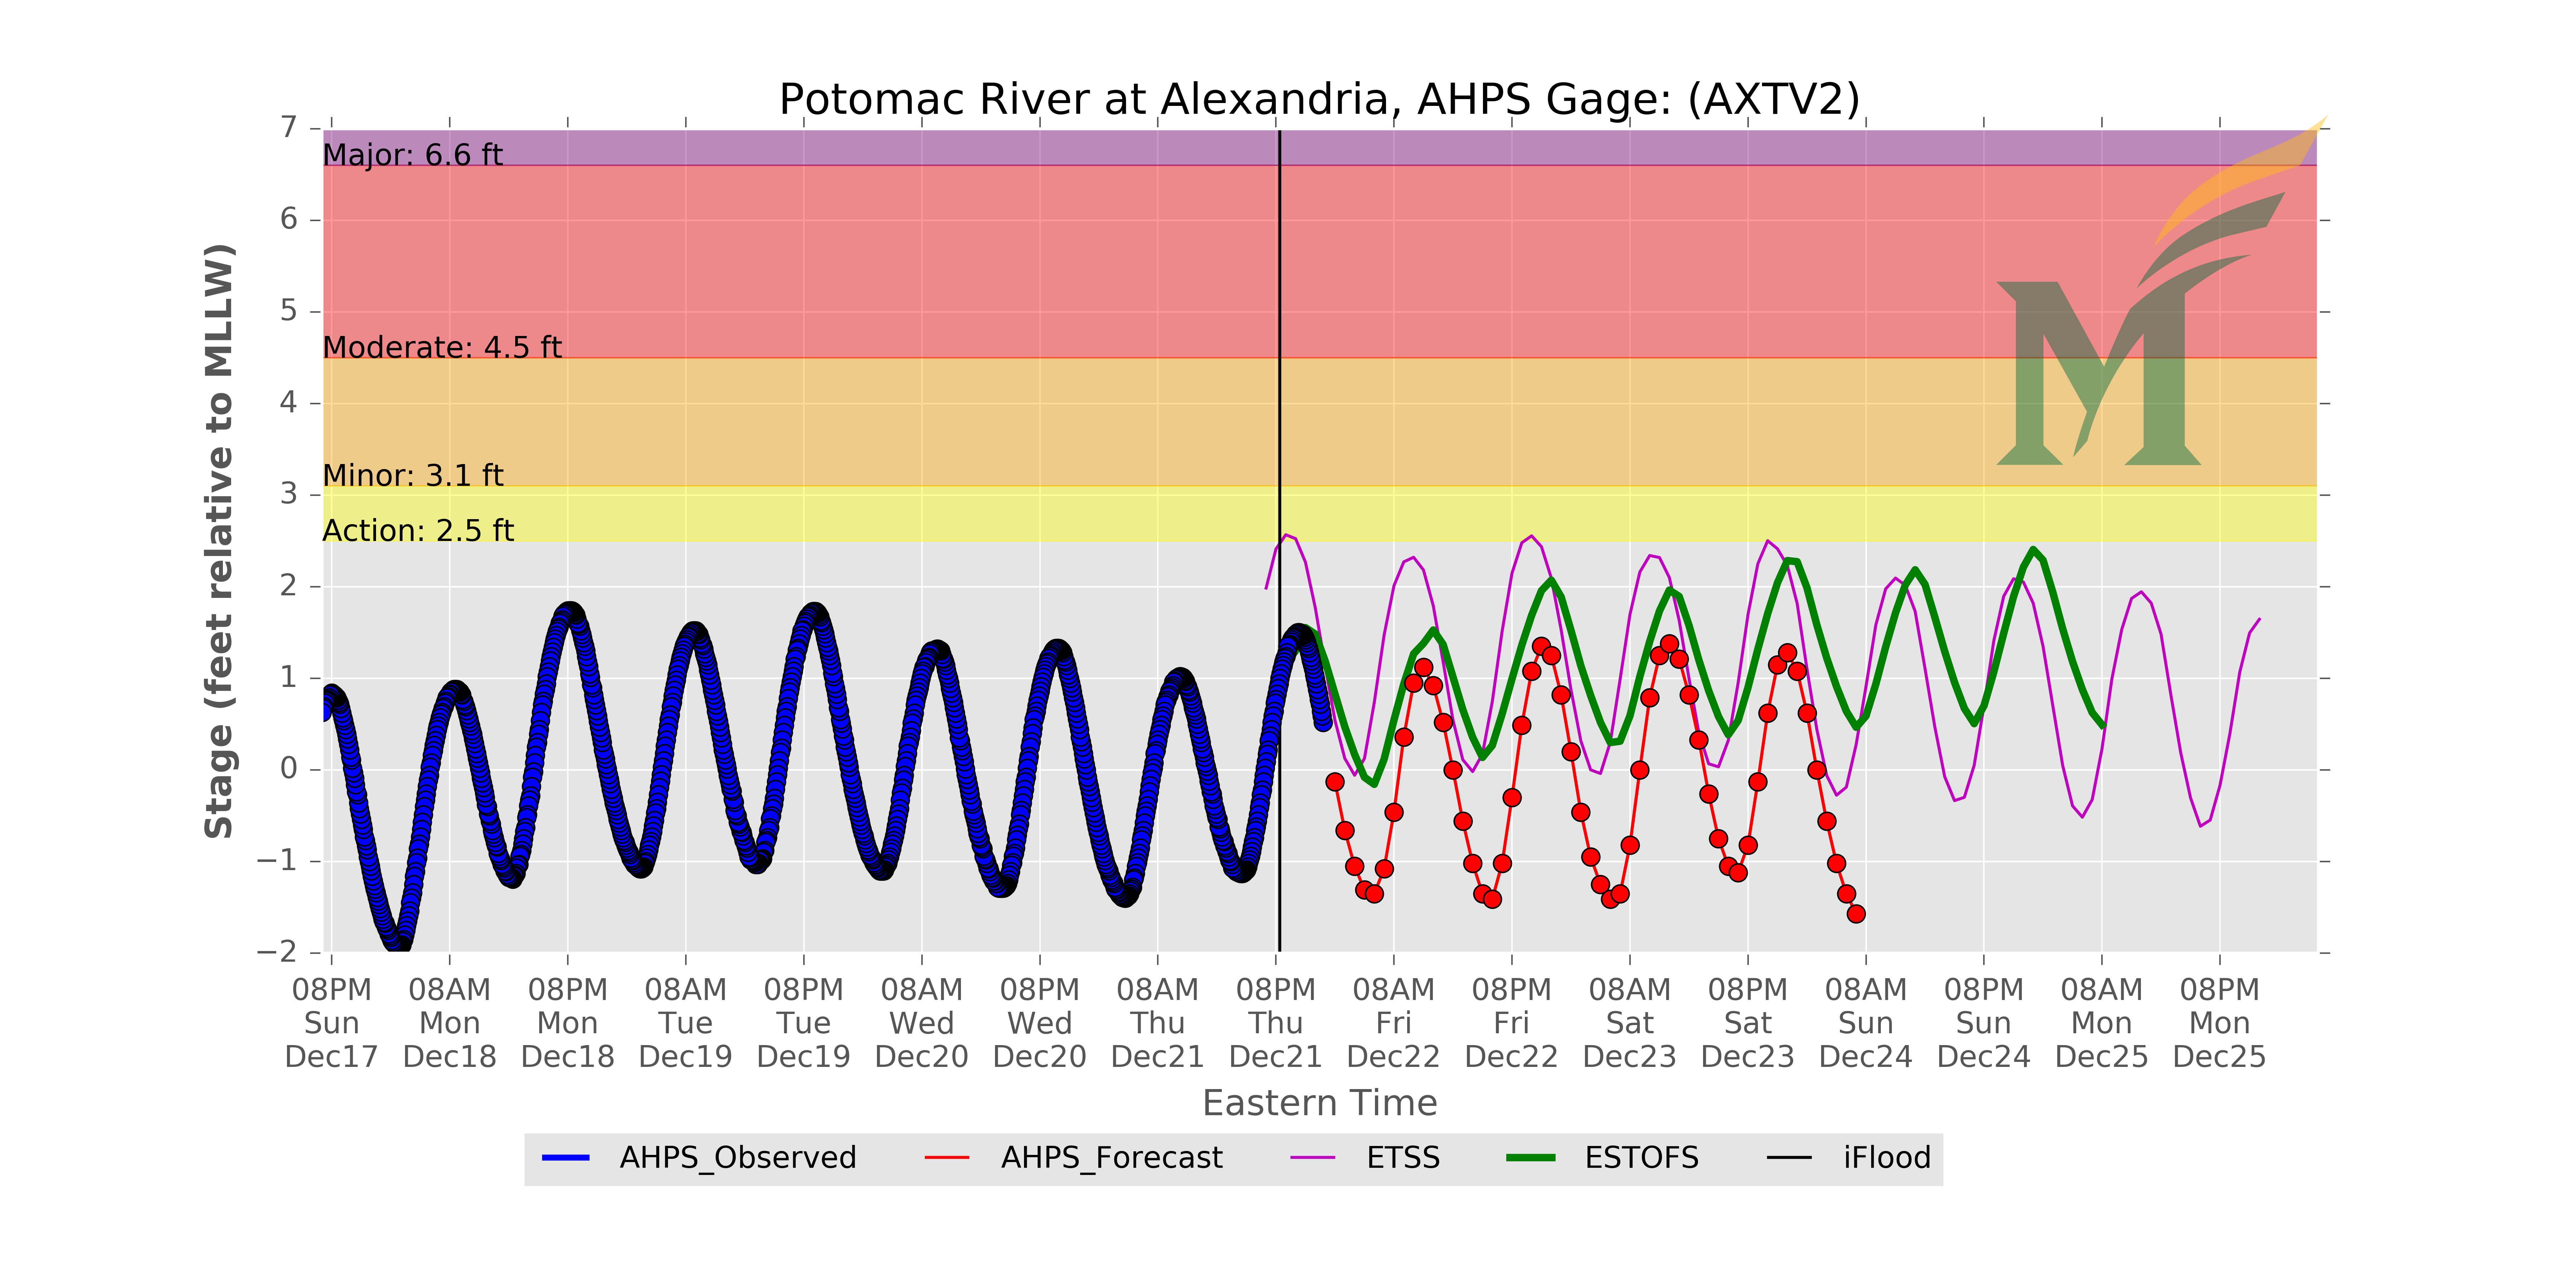 Potomac River at Alexandria, AHPS Gage: (AXTV2)
Stage (feet relative to MLLW)
7
6
5
4
3
2
1
0
−1
−2
Major: 6.6 ft
Moderate: 4.5 ft
Minor: 3.1 ft
Action: 2.5 ft
M
08PM 08AM 08PM 08AM 08PM 08AM 08PM 08AM 08PM 08AM 08PM 08AM 08PM 08AM 08PM 08AM 08PM
Sun Mon Mon Tue Tue Wed Wed Thu Thu Fri Fri Sat Sat Sun Sun Mon Mon
Dec17 Dec18 Dec18 Dec19 Dec19 Dec20 Dec20 Dec21 Dec21 Dec22 Dec22 Dec23 Dec23 Dec24 Dec24 Dec25 Dec25
Eastern Time
AHPS_Observed AHPS_Forecast ETSS ESTOFS iFlood